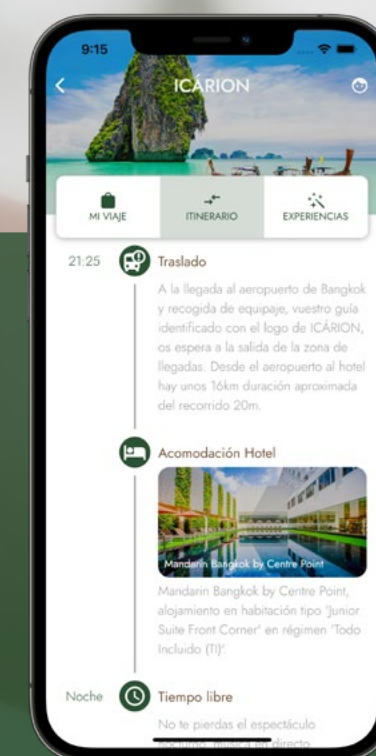 9:15
ICÁRION
MI VIAJE
ITINERARIO
EXPERIENCIAS
21:25
Traslado
A la llegada al aeropuerto de Bangkok
y recogida de equipaje, vuestro guía
identificado con el logo de ICÁRION,
os espera a la salida de la zona de
llegadas. Desde el aeropuerto al hotel
hay unos 16km duración aproximada
del recorrido 20m.
Acomodación Hotel
Mandarin Bangkok by Centre Point
Mandarin Bangkok by Centre Point,
alojamiento en habitación tipo 'Junior
Suite Front Corner' en régimen 'Todo
Incluido (TI)'.
Noche
Tiempo libre
No te pierdas el espectáculo
nocturno, música en directo